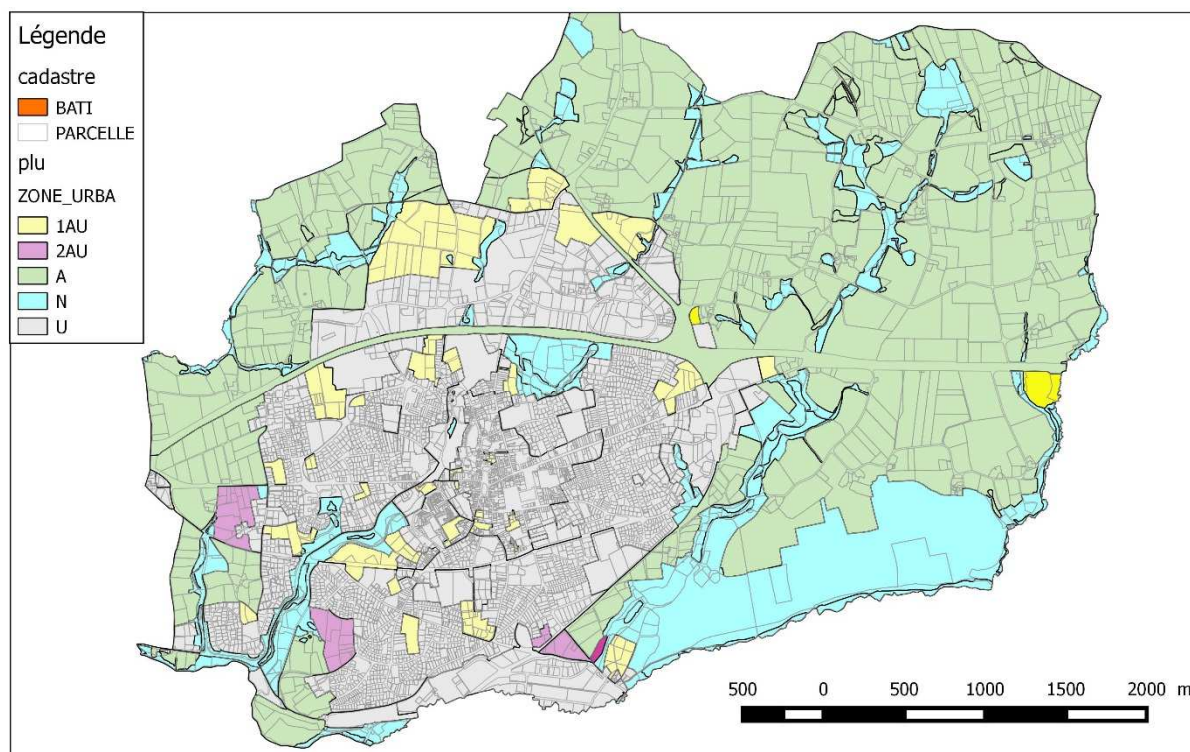 Légende
cadastre
BATI
PARCELLE
plu
ZONE_URBA
1AU
2AU
A
N
U
500 0 500 1000 1500 2000 m